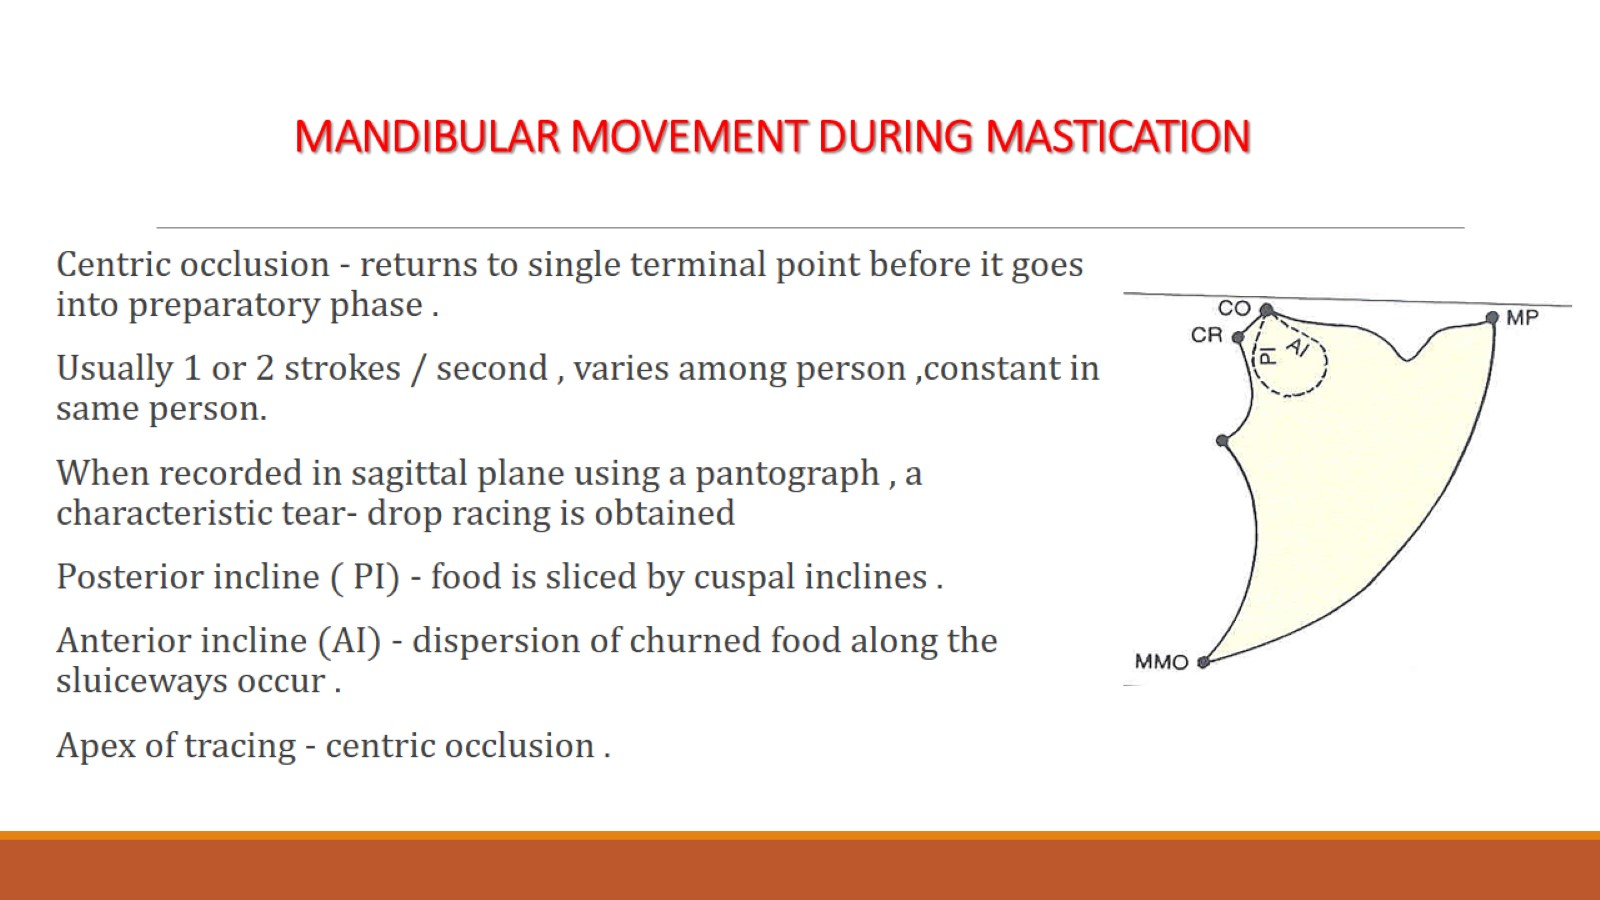 MANDIBULAR MOVEMENT DURING MASTICATION
Centric occlusion - returns to single terminal point before it goes
into preparatory phase .
Usually 1 or 2 strokes / second , varies among person ,constant in
same person.
When recorded in sagittal plane using a pantograph , a
characteristic tear- drop racing is obtained
Posterior incline ( PI) - food is sliced by cuspal inclines .
Anterior incline (AI) - dispersion of churned food along the
sluiceways occur .
Apex of tracing - centric occlusion .
CO
CR
MP
PI
AI
MMO